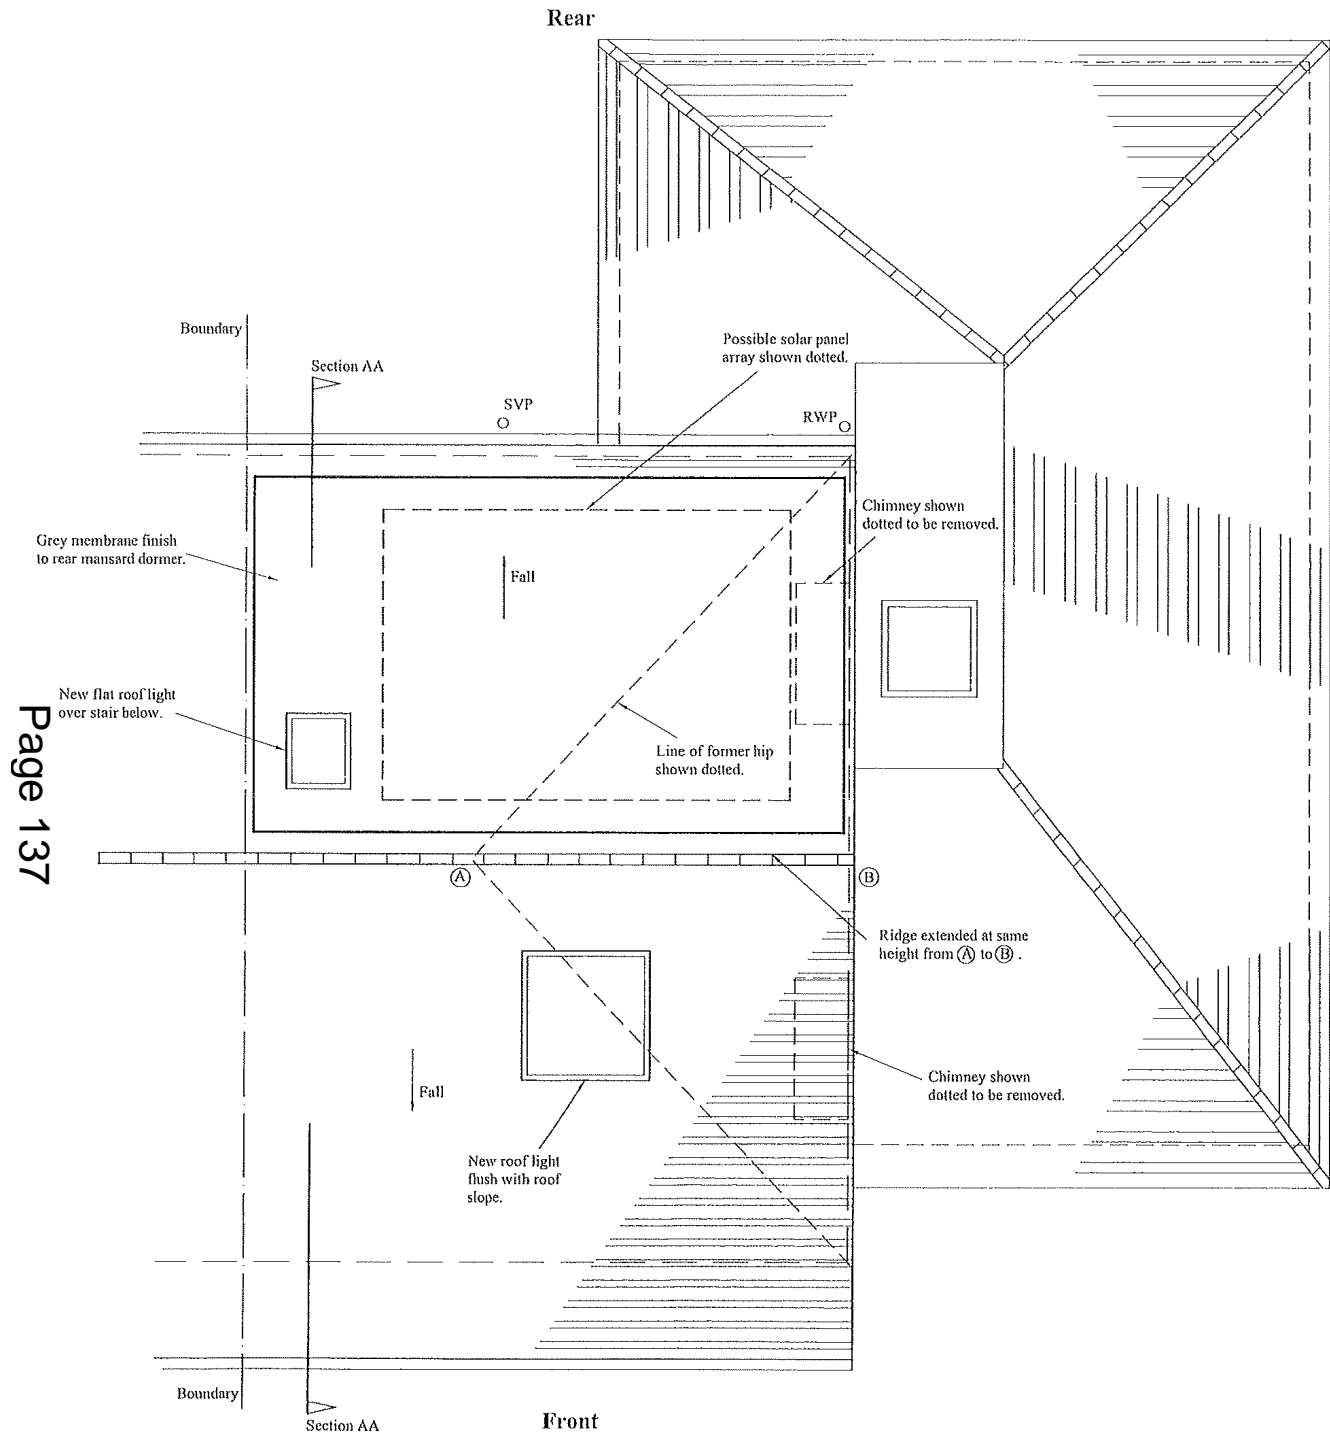 Rear
Boundary
Section AA
Possible solar panel
array shown dotted.
SVP
RWP
Chimney shown
dotted to be removed.
Grey membrane finish
to rear mansard dormer.
Fall
New flat roof light
over stair below.
Line of former hip
shown dotted.
Page 137
A
B
Ridge extended at same
height from A to B .
Fall
Chimney shown
dotted to be removed.
New roof light
flush with roof
slope.
Boundary
Section AA
Front